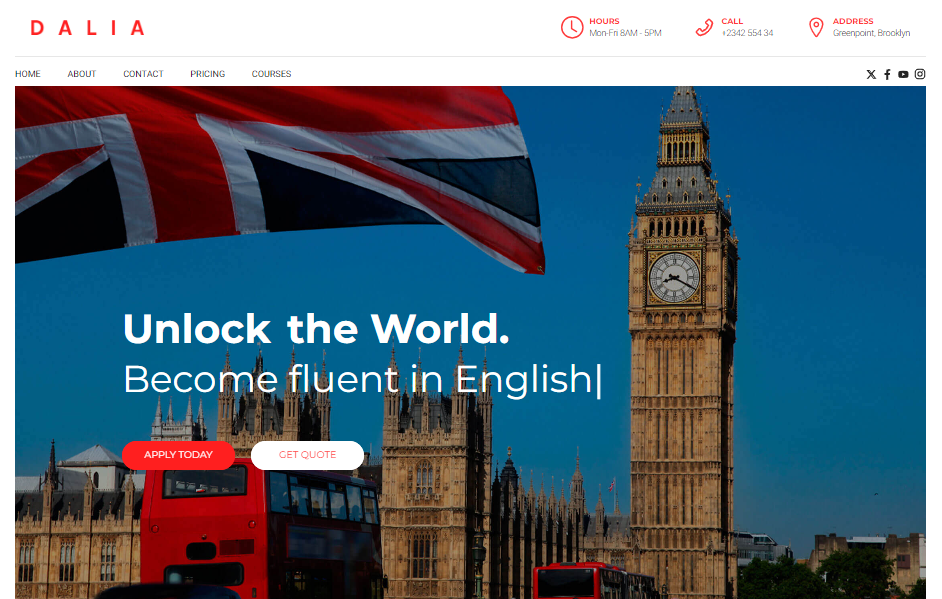 DALIA
HOURS
Mon-Fri 8AM - 5PM
CALL
+2342 554 34
ADDRESS
Greenpoint, Brooklyn
HOME ABOUT CONTACT PRICING COURSES
Unlock the World.
Become fluent in English|
APPLY TODAY
GET QUOTE